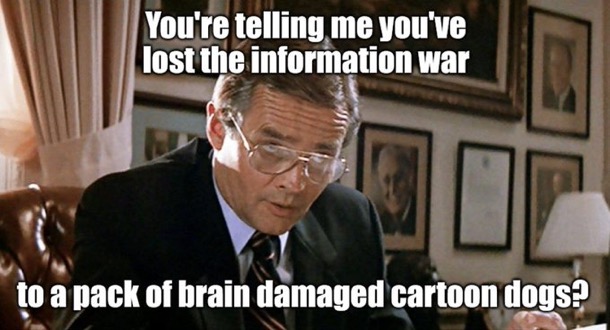 You're telling me you've
lost the information war
to a pack of brain damaged cartoon dogs?